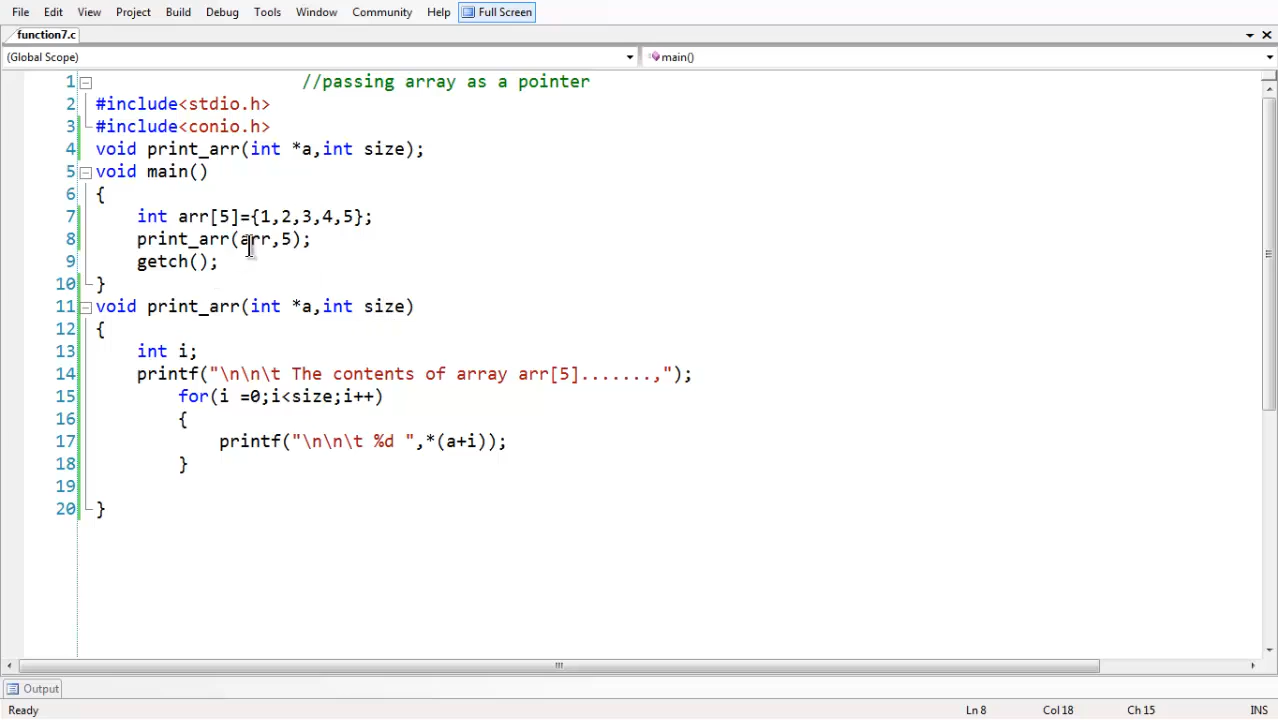 File Edit View Project Build Debug Tools Window Community Help Full Screen
function7.c
(Global Scope) main()
1 //passing array as a pointer
2 #include<stdio.h>
3 #include<conio.h>
4 void print_arr(int *a,int size);
5 void main()
6 {
7 int arr[5]={1,2,3,4,5};
8 print_arr(arr,5);
9 getch();
10 }
11 void print_arr(int *a,int size)
12 {
13 int i;
14 printf("\n\n\t The contents of array arr[5].......,");
15 for(i =0;i<size;i++)
16 {
17 printf("\n\n\t %d ",*(a+i));
18 }
19
20 }
Output
Ready Ln 8 Col 18 Ch 15 INS